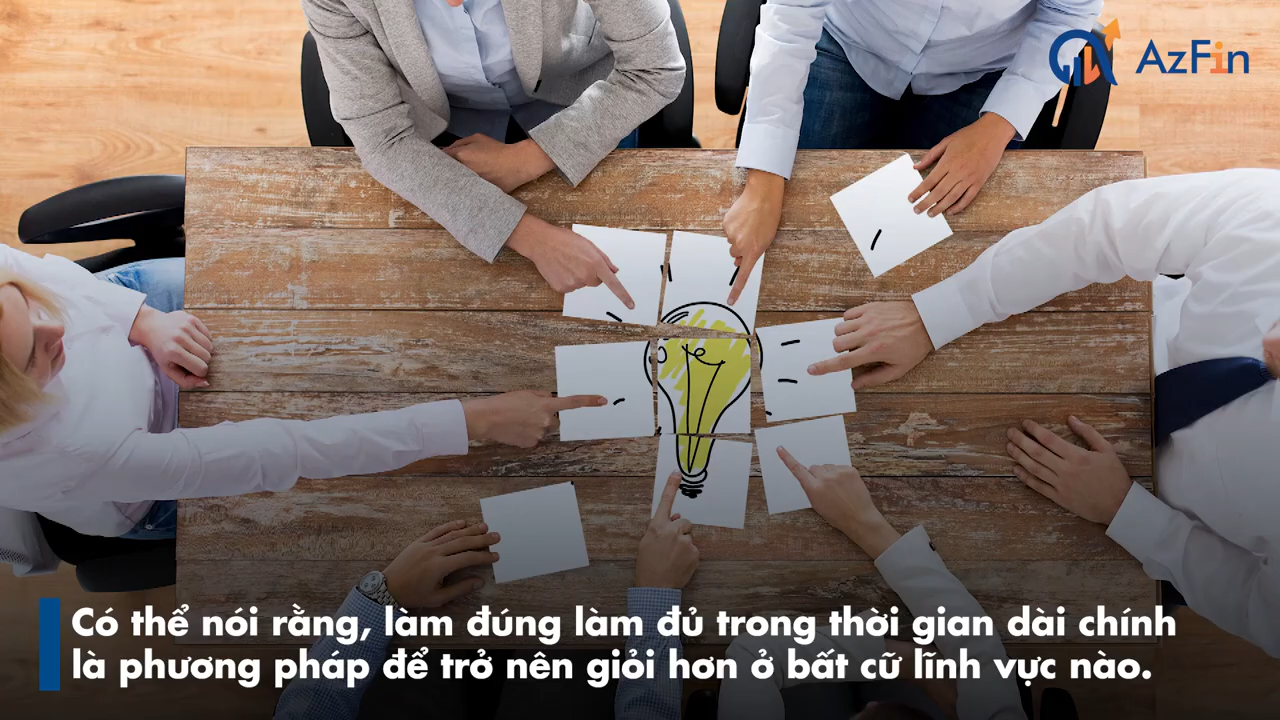 AzFin
Có thể nói rằng, làm đúng làm đủ trong thời gian dài chính
là phương pháp để trở nên giỏi hơn ở bất cứ lĩnh vực nào.